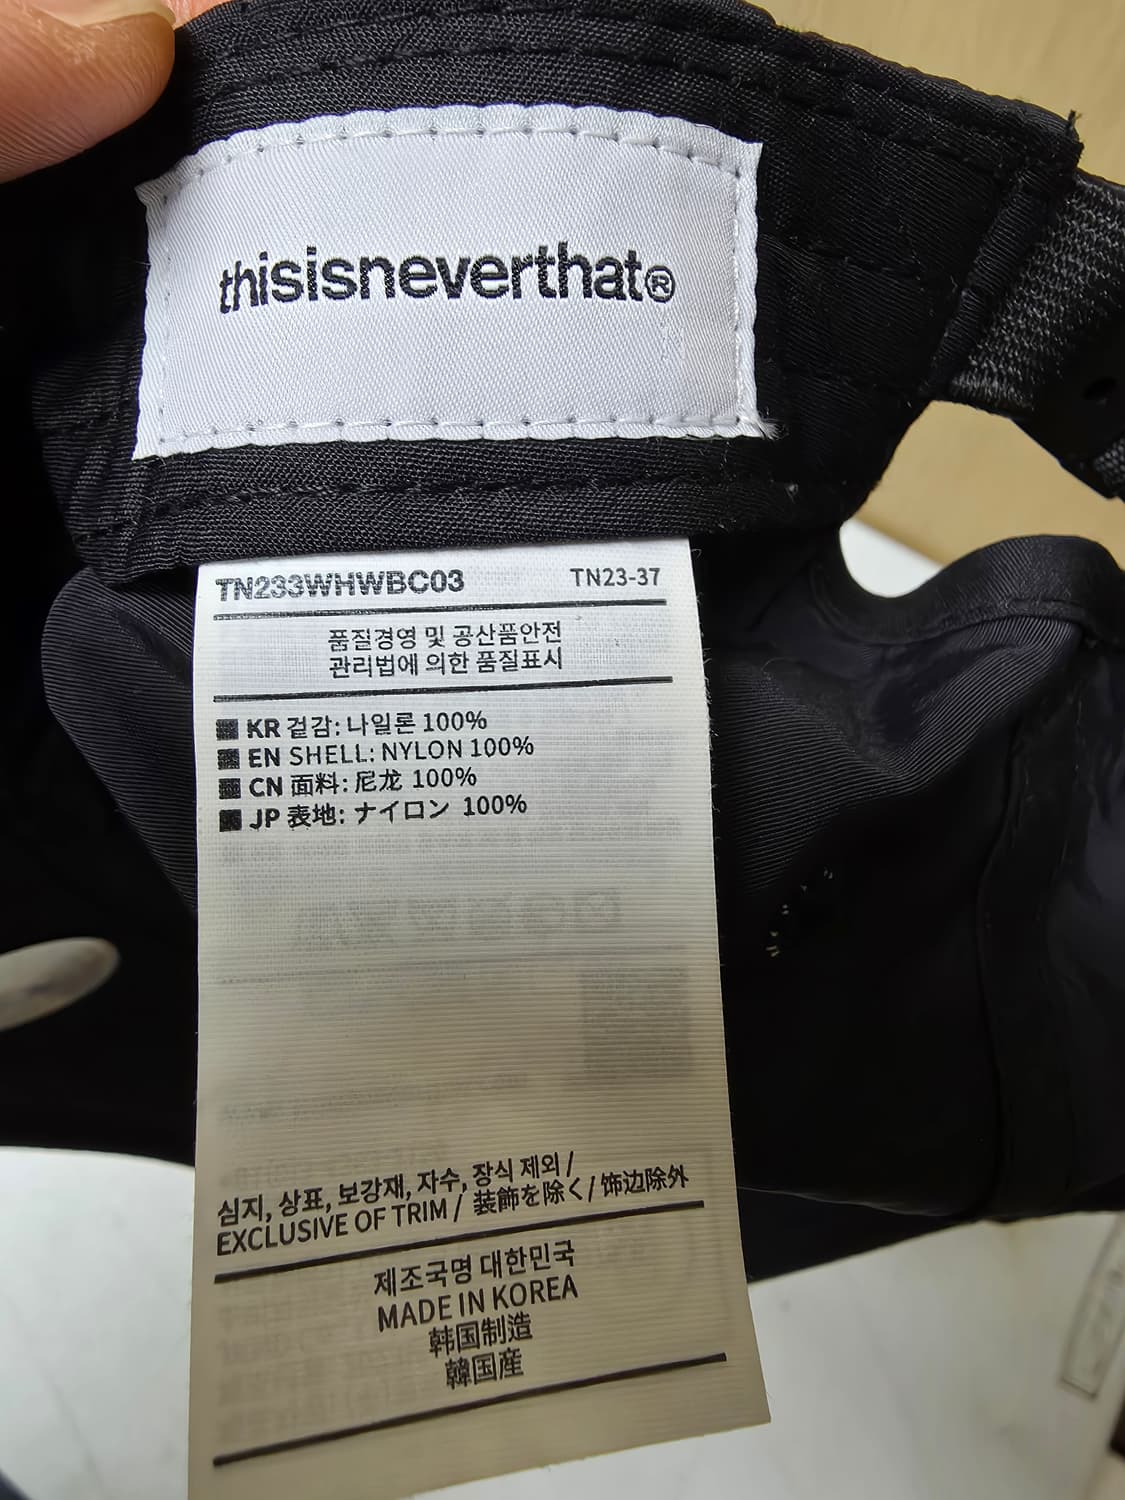 thisisneverthat®
TN233WHWBC03 TN23-37
품질경영 및 공산품안전
관리법에 의한 품질표시
KR 겉감: 나일론 100%
EN SHELL: NYLON 100%
CN 面料: 尼龙 100%
JP 表地: ナイロン 100%
심지, 상표, 보강재, 자수, 장식 제외 /
EXCLUSIVE OF TRIM / 装飾を除く/ 饰边除外
제조국명 대한민국
MADE IN KOREA
韩国制造
韓国産